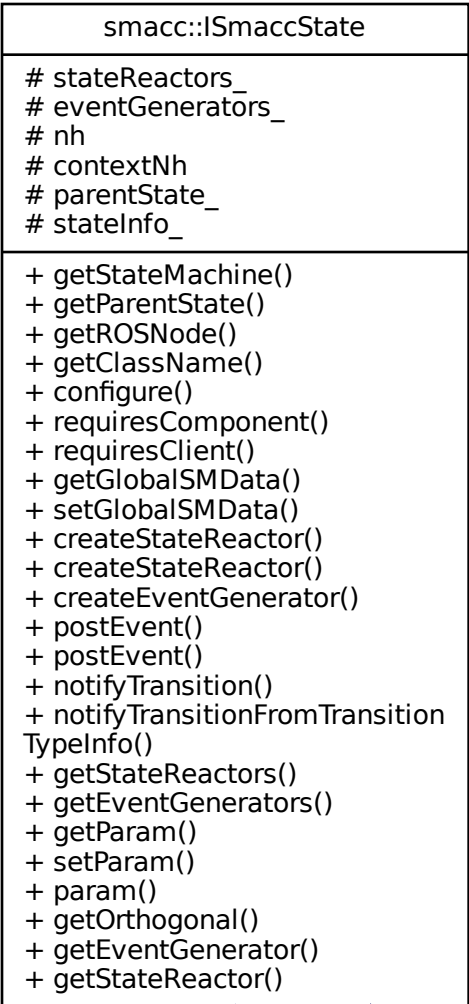 smacc::ISmaccState
# stateReactors_
# eventGenerators_
# nh
# contextNh
# parentState_
# stateInfo_
+ getStateMachine()
+ getParentState()
+ getROSNode()
+ getClassName()
+ configure()
+ requiresComponent()
+ requiresClient()
+ getGlobalSMData()
+ setGlobalSMData()
+ createStateReactor()
+ createStateReactor()
+ createEventGenerator()
+ postEvent()
+ postEvent()
+ notifyTransition()
+ notifyTransitionFromTransition
TypeInfo()
+ getStateReactors()
+ getEventGenerators()
+ getParam()
+ setParam()
+ param()
+ getOrthogonal()
+ getEventGenerator()
+ getStateReactor()